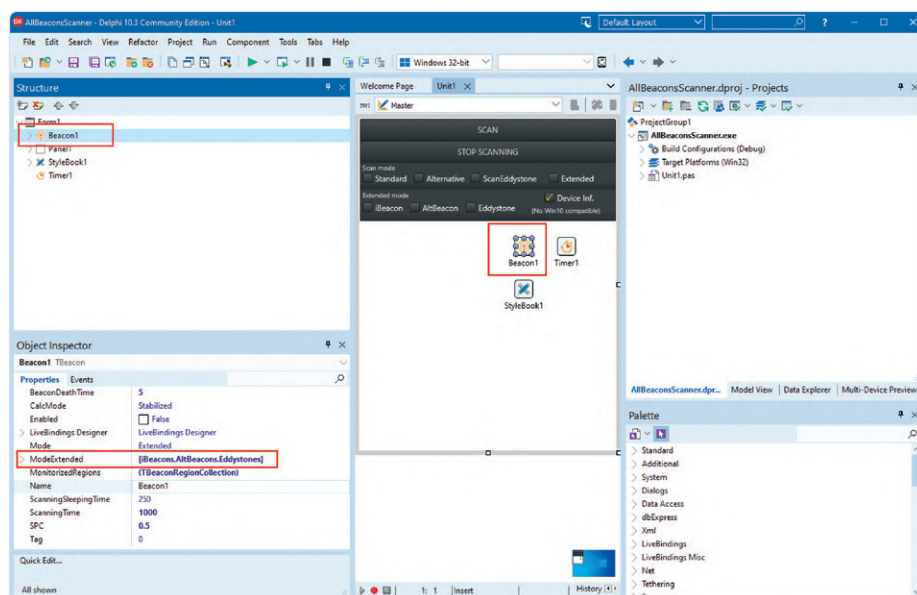 AllBeaconsScanner - Delphi 10.3 Community Edition - Unit1
Default Layout
?
File Edit Search View Refactor Project Run Component Tools Tabs Help
Windows 32-bit
Structure
Form1
Beacon1
Panel1
StyleBook1
Timer1
Object Inspector
Beacon1 TBeacon
Properties Events
BeaconDeathTime 5
CalcMode Stabilized
Enabled False
LiveBindings Designer LiveBindings Designer
Mode Extended
ModeExtended [iBeacons,AltBeacons,Eddystones]
MonitorizedRegions (TBeaconRegionCollection)
Name Beacon1
ScanningSleepingTime 250
ScanningTime 1000
SPC 0.5
Tag 0
Quick Edit...
All shown
Welcome Page Unit1
Master
SCAN
STOP SCANNING
Scan mode
Standard Alternative ScanEddystone Extended
Extended mode
iBeacon AltBeacon Eddystone Device Inf.
(No Win10 compatible)
Beacon1 Timer1
StyleBook1
1: 1 Insert History
AllBeaconsScanner.dproj - Projects
ProjectGroup1
AllBeaconsScanner.exe
Build Configurations (Debug)
Target Platforms (Win32)
Unit1.pas
AllBeaconsScanner.dpr... Model View Data Explorer Multi-Device Preview
Palette
Standard
Additional
System
Dialogs
Data Access
dbExpress
Xml
LiveBindings
LiveBindings Misc
Net
Tethering